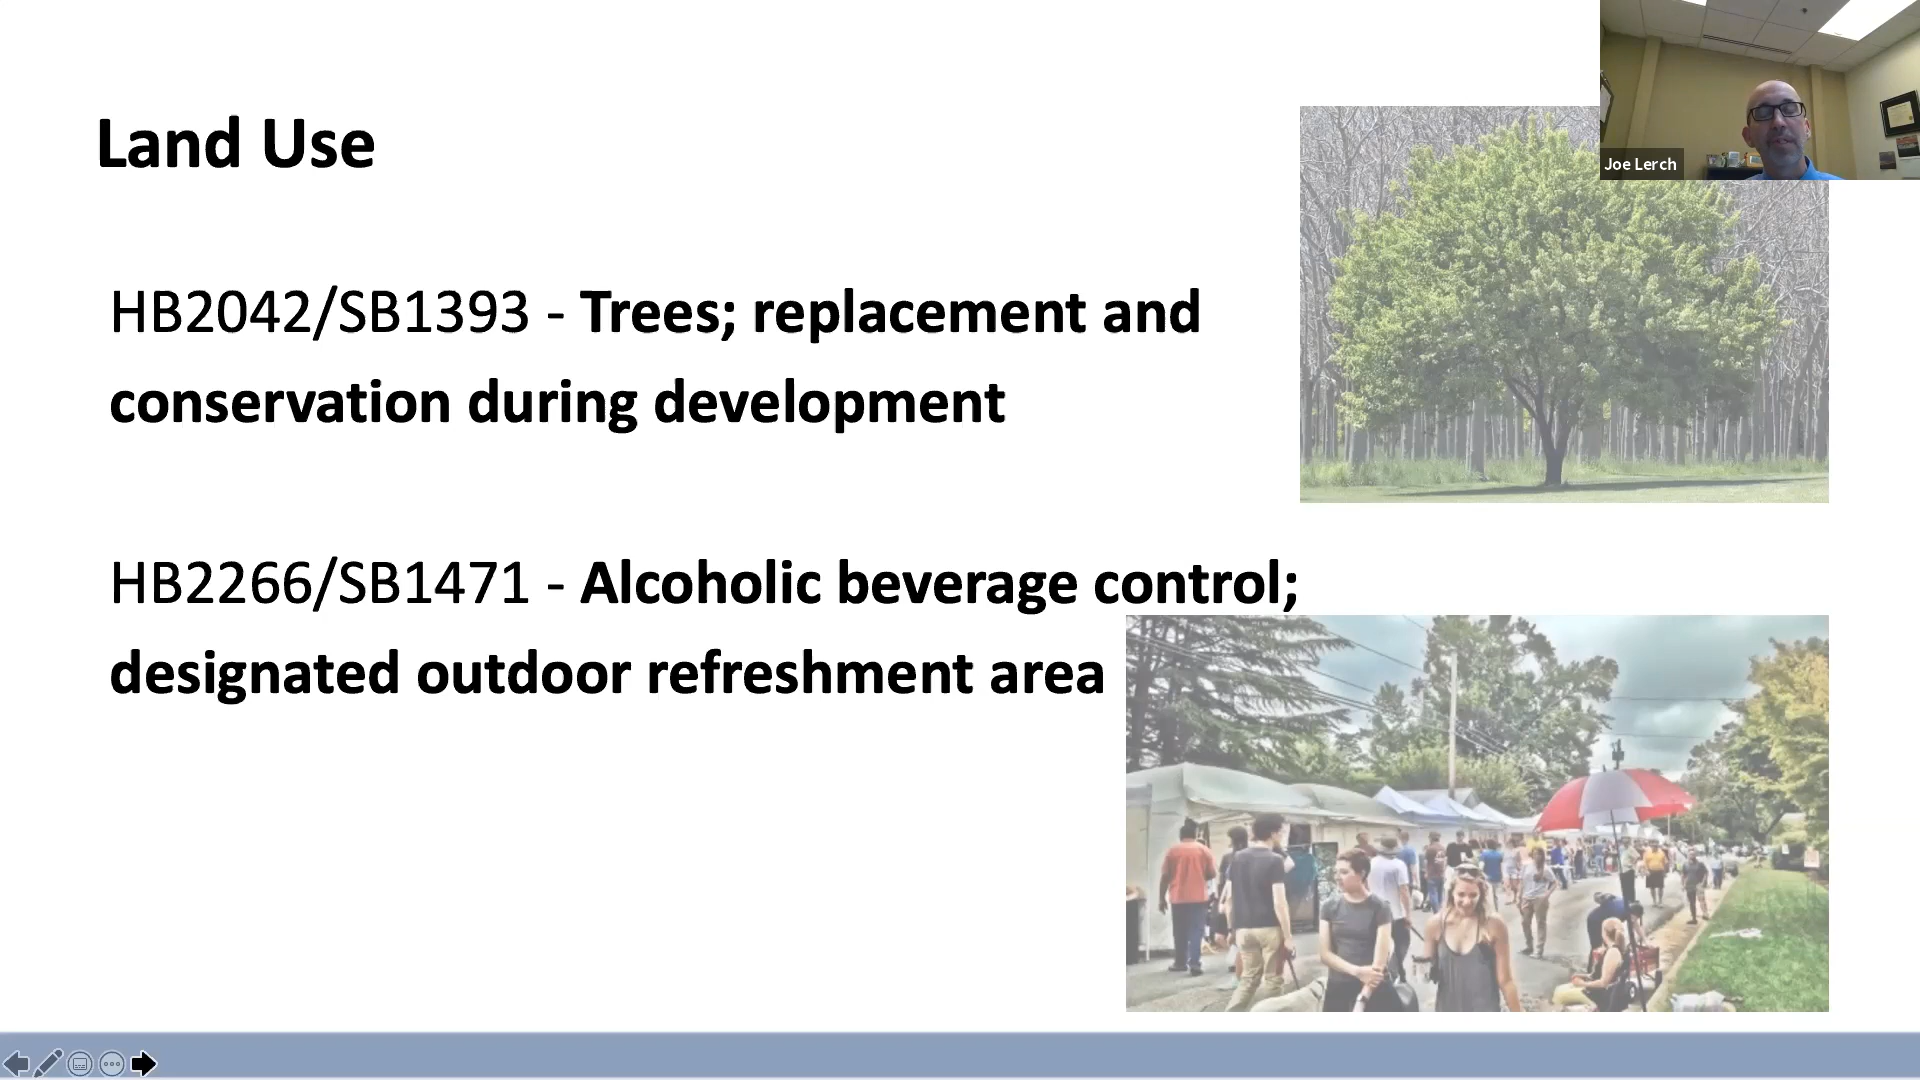 Land Use
Joe Lerch
HB2042/SB1393 - Trees; replacement and
conservation during development
HB2266/SB1471 - Alcoholic beverage control;
designated outdoor refreshment area